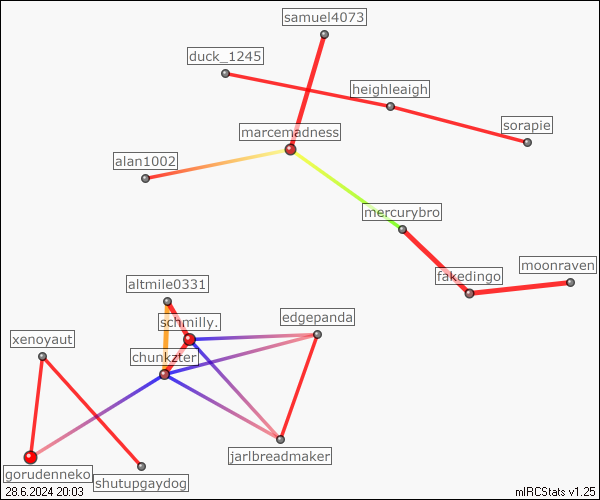 samuel4073
duck_1245
heighleaigh
sorapie
marcemadness
alan1002
mercurybro
moonraven
fakedingo
altmile0331
schmilly.
edgepanda
xenoyaut
chunkzter
jarlbreadmaker
gorudenneko
shutupgaydog
28.6.2024 20:03
mIRCStats v1.25